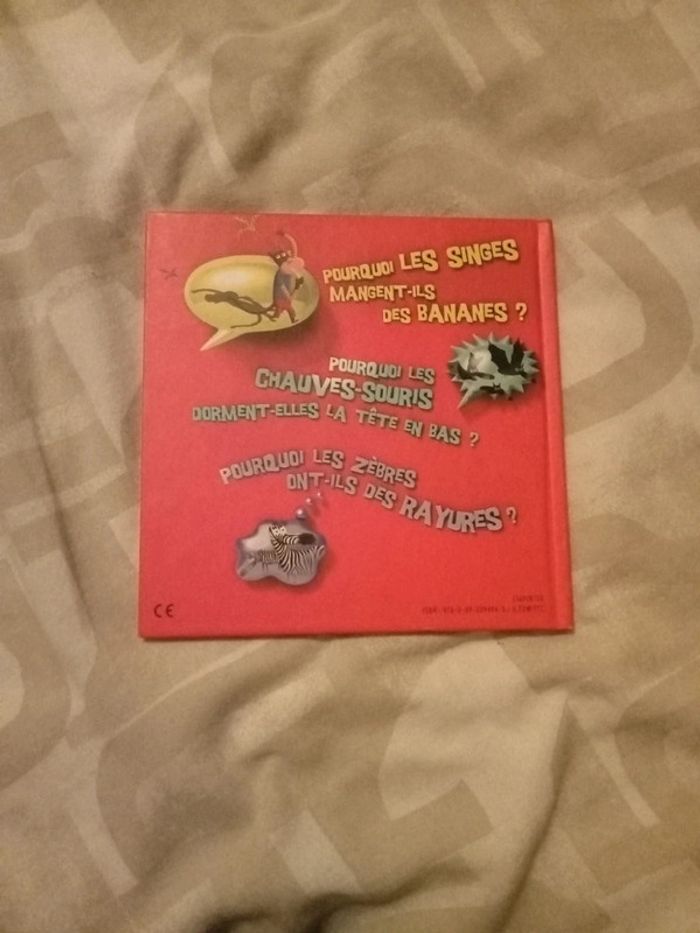 POURQUOI LES SINGES
MANGENT-ILS
DES BANANES ?
POURQUOI LES
CHAUVES-SOURIS
DORMENT-ELLES LA TÊTE EN BAS ?
POURQUOI LES ZÈBRES
ONT-ILS DES RAYURES ?
CE